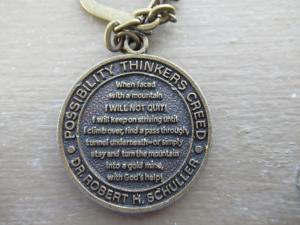 POSSIBILITY THINKERS CREED
When faced
with a mountain
I WILL NOT QUIT!
I will keep on striving until
I climb over, find a pass through,
tunnel underneath-or simply
stay and turn the mountain
into a gold mine,
with God's help!
DR. ROBERT H. SCHULLER